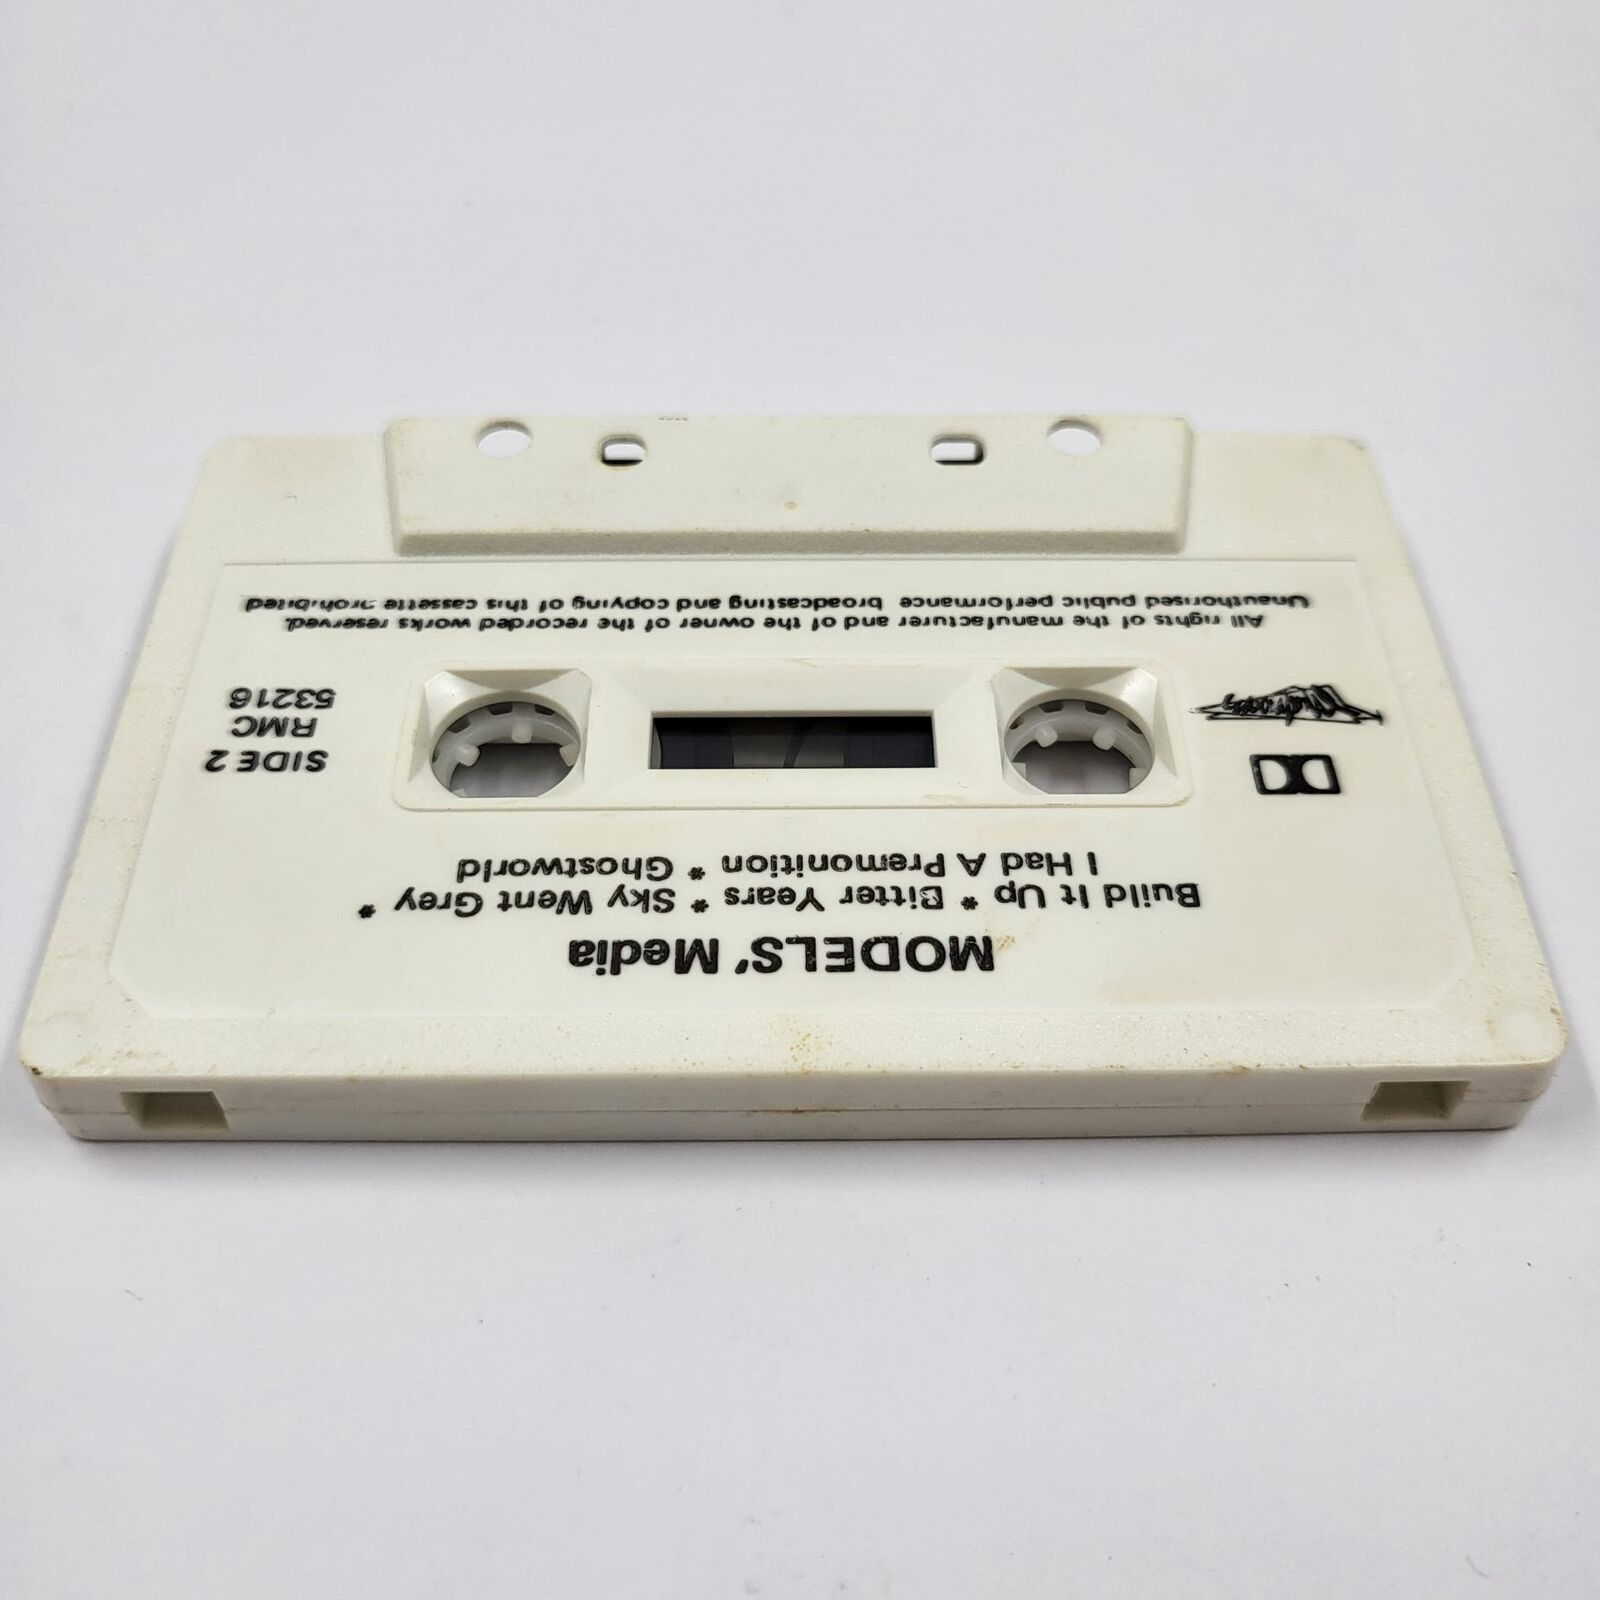 MODELS' Media
Build It Up * Bitter Years * Sky Went Grey *
I Had A Premonition * Ghostworld
SIDE 2
RMC
53216
All rights of the manufacturer and of the owner of the recorded works reserved.
Unauthorised public performance broadcasting and copying of this cassette prohibited